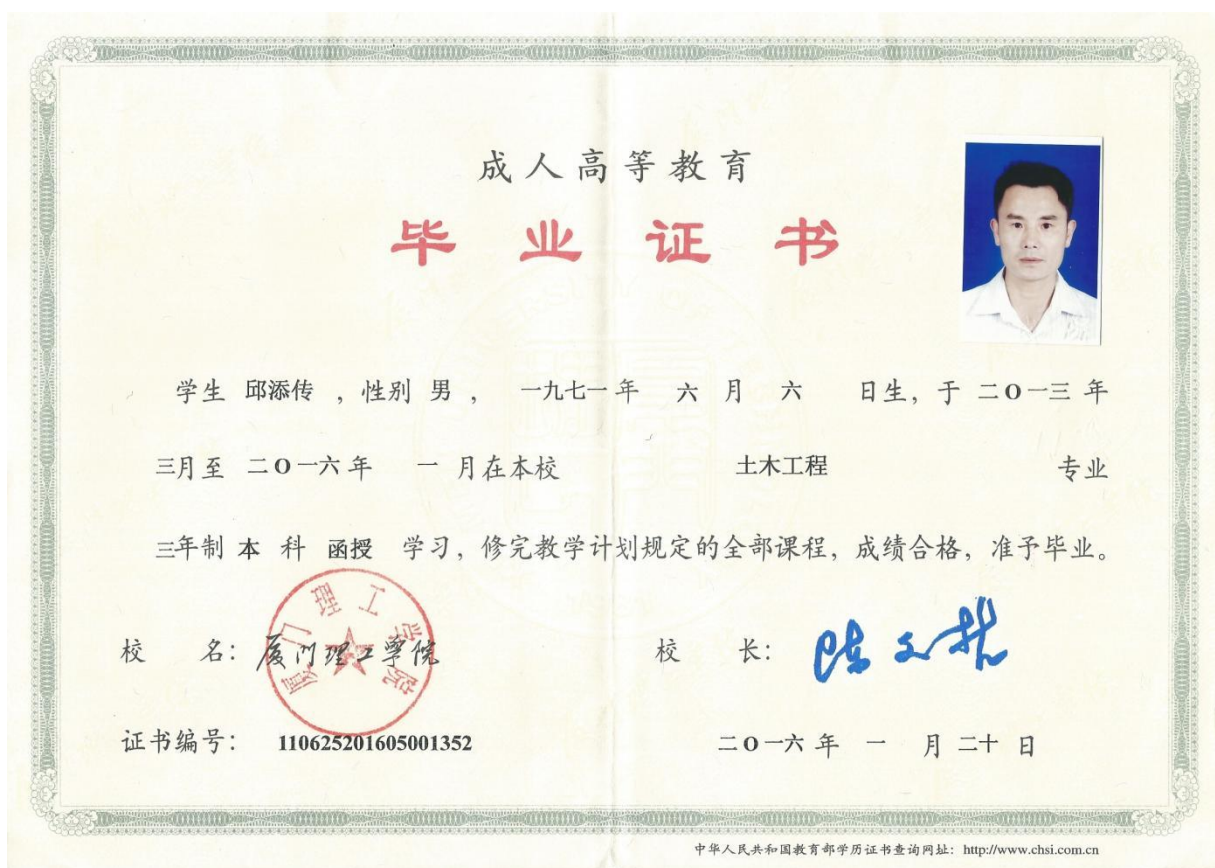 成人高等教育
毕业证书
学生 邱添传 ，性别 男 ， 一九七一 年 六 月 六 日生，于 二O一三 年
三月至 二O一六 年 一 月在本校 土木工程 专业
三年制 本 科 函授 学习，修完教学计划规定的全部课程，成绩合格，准予毕业。
校 名：厦门理工學院 校 长：
厦门理工学院
证书编号： 110625201605001352 二O一六 年 一 月 二十 日
中华人民共和国教育部学历证书查询网址：http://www.chsi.com.cn